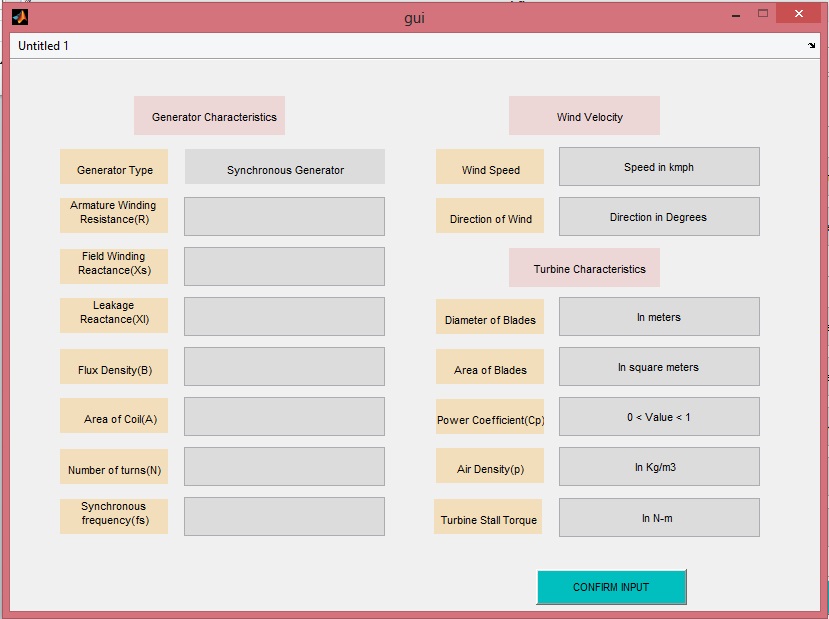 gui
Untitled 1
Generator Characteristics
Generator Type
Synchronous Generator
Armature Winding
Resistance(R)
Field Winding
Reactance(Xs)
Leakage
Reactance(Xl)
Flux Density(B)
Area of Coil(A)
Number of turns(N)
Synchronous
frequency(fs)
Wind Velocity
Wind Speed
Speed in kmph
Direction of Wind
Direction in Degrees
Turbine Characteristics
Diameter of Blades
In meters
Area of Blades
In square meters
Power Coefficient(Cp)
0 < Value < 1
Air Density(p)
In Kg/m3
Turbine Stall Torque
In N-m
CONFIRM INPUT